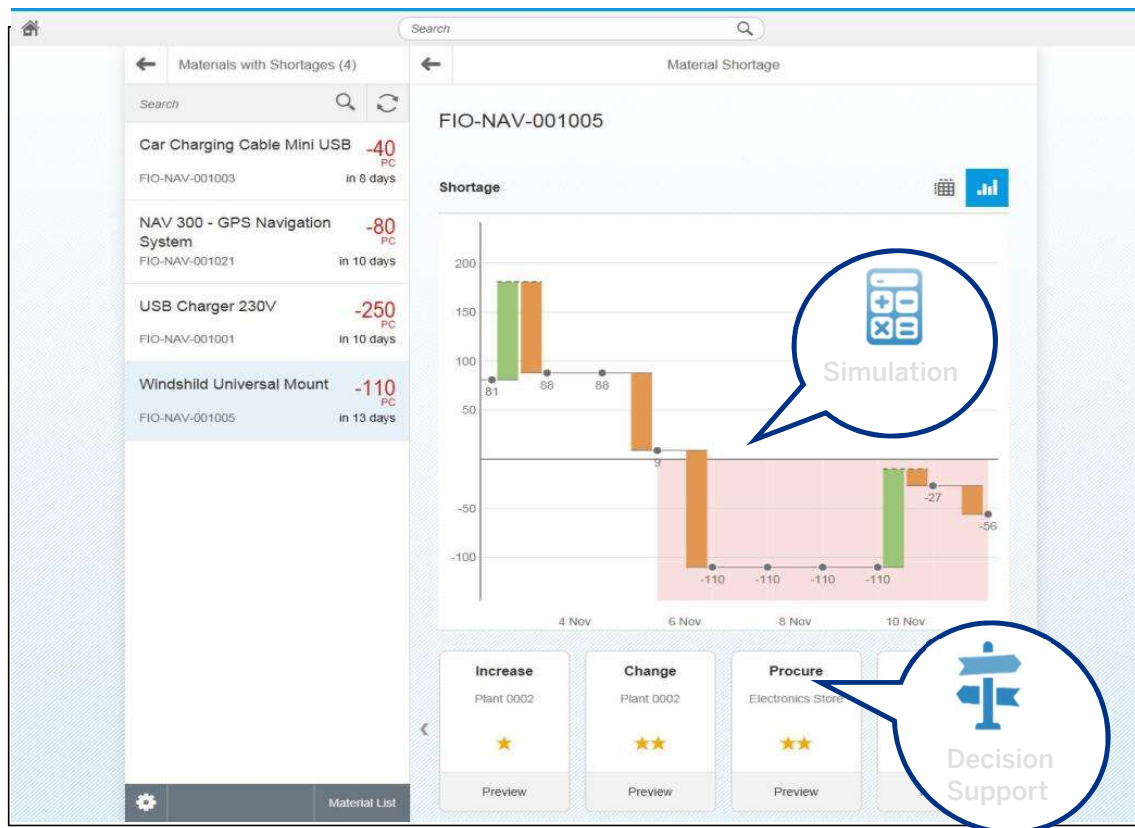 Search
Materials with Shortages (4)
Material Shortage
Search
Car Charging Cable Mini USB
-40
PC
FIO-NAV-001003
in 8 days
NAV 300 - GPS Navigation
System
-80
PC
FIO-NAV-001021
in 10 days
USB Charger 230V
-250
PC
FIO-NAV-001001
in 10 days
Windshild Universal Mount
-110
PC
FIO-NAV-001005
in 13 days
Material List
FIO-NAV-001005
Shortage
200
150
100
50
-50
-100
81
88
88
9
-110
-110
-110
-110
-27
-56
4 Nov
6 Nov
8 Nov
10 Nov
Simulation
Increase
Plant 0002
Preview
Change
Plant 0002
Preview
Procure
Electronics Store
Preview
Decision
Support